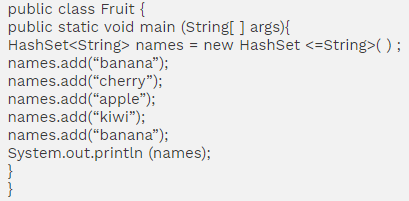 public class Fruit {
public static void main (String[ ] args){
HashSet<String> names = new HashSet <=String>( ) ;
names.add(“banana”);
names.add(“cherry”);
names.add(“apple”);
names.add(“kiwi”);
names.add(“banana”);
System.out.println (names);
}
}